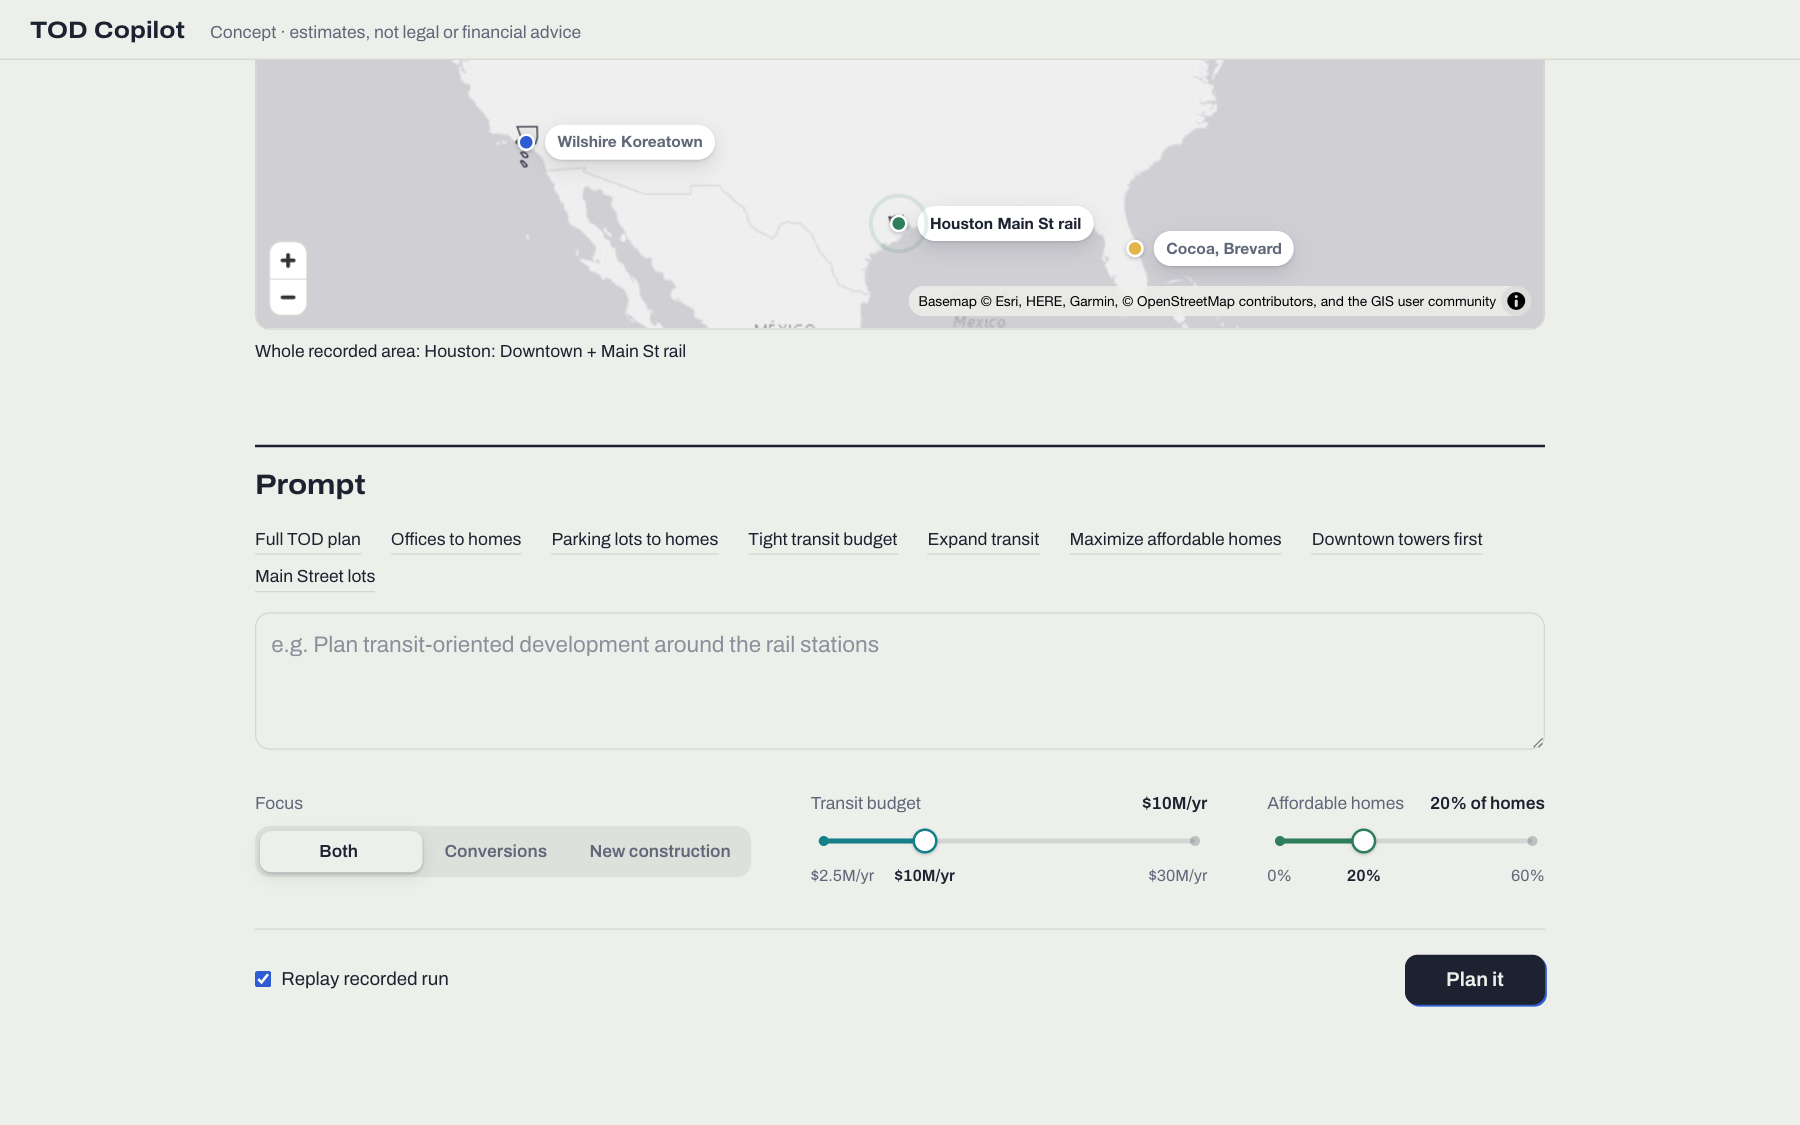 TOD Copilot
Concept · estimates, not legal or financial advice
Wilshire Koreatown
Houston Main St rail
Cocoa, Brevard
+
−
Basemap © Esri, HERE, Garmin, © OpenStreetMap contributors, and the GIS user community
MÉXICO
Mexico
Whole recorded area: Houston: Downtown + Main St rail
Prompt
Full TOD plan
Offices to homes
Parking lots to homes
Tight transit budget
Expand transit
Maximize affordable homes
Downtown towers first
Main Street lots
e.g. Plan transit-oriented development around the rail stations
Focus
Both
Conversions
New construction
Transit budget
$10M/yr
$2.5M/yr
$10M/yr
$30M/yr
Affordable homes
20% of homes
0%
20%
60%
Replay recorded run
Plan it